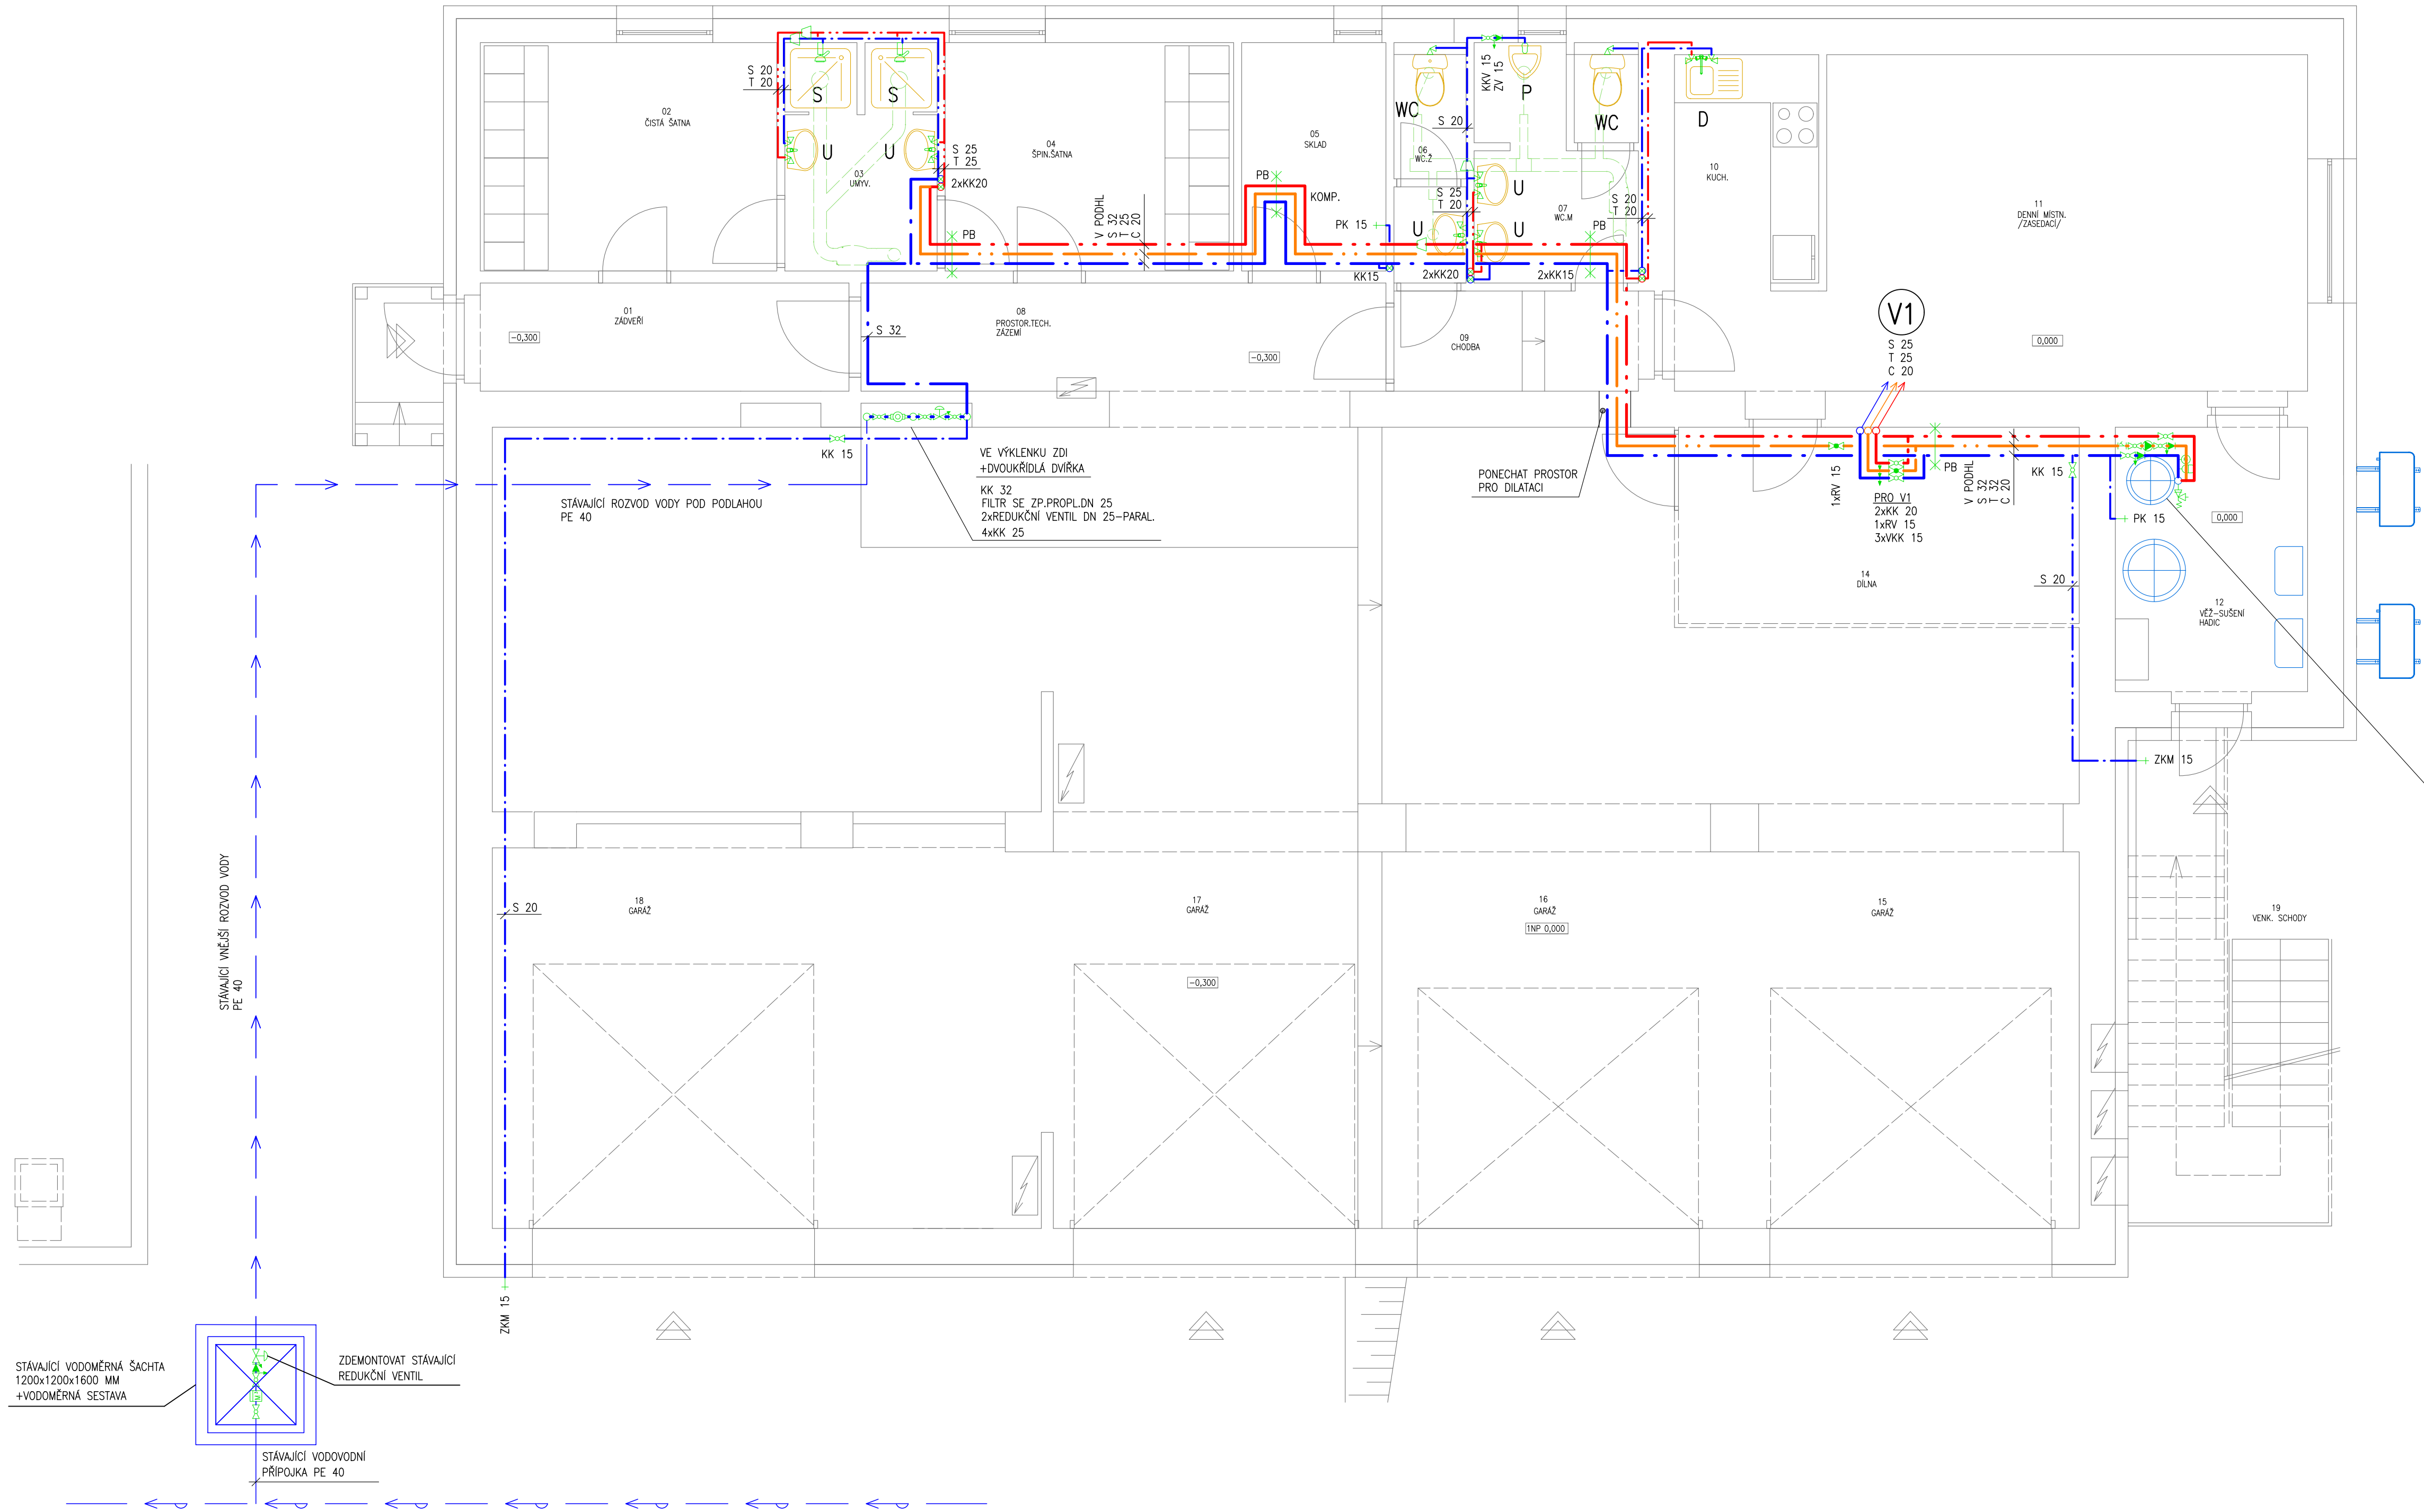 S 20
T 20
02
ČISTÁ ŠATNA
S
S
U
U
03
UMYV.
S 25
T 25
2xKK20
04
ŠPIN.ŠATNA
PB
V PODHL
S 32
T 25
C 20
05
SKLAD
PB
KOMP.
PK 15
KK15
WC
S 20
06
WC.Ž
S 25
T 20
U
2xKK20
KKV 15
ZV 15
P
WC
U
U
07
WC.M
S 20
T 20
PB
2xKK15
D
10
KUCH.
11
DENNÍ MÍSTN.
/ZASEDACÍ/
01
ZÁDVEŘÍ
-0,300
08
PROSTOR.TECH.
ZÁZEMÍ
S 32
-0,300
09
CHODBA
V1
S 25
T 25
C 20
0,000
KK 15
VE VÝKLENKU ZDI
+DVOUKŘÍDLÁ DVÍŘKA
KK 32
FILTR SE ZP.PROPL.DN 25
2xREDUKČNÍ VENTIL DN 25-PARAL.
4xKK 25
STÁVAJÍCÍ ROZVOD VODY POD PODLAHOU
PE 40
PONECHAT PROSTOR
PRO DILATACI
1xRV 15
PRO V1
2xKK 20
1xRV 15
3xVKK 15
PB
V PODHL
S 32
T 32
C 20
KK 15
PK 15
0,000
14
DÍLNA
S 20
12
VĚŽ-SUŠENÍ
HADIC
ZKM 15
STÁVAJÍCÍ VNĚJŠÍ ROZVOD VODY
PE 40
S 20
18
GARÁŽ
17
GARÁŽ
16
GARÁŽ
1NP 0,000
15
GARÁŽ
19
VENK. SCHODY
-0,300
ZKM 15
STÁVAJÍCÍ VODOMĚRNÁ ŠACHTA
1200x1200x1600 MM
+VODOMĚRNÁ SESTAVA
ZDEMONTOVAT STÁVAJÍCÍ
REDUKČNÍ VENTIL
STÁVAJÍCÍ VODOVODNÍ
PŘÍPOJKA PE 40